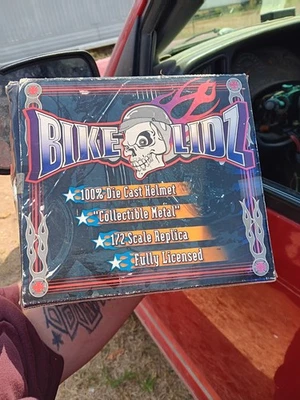 BIKE LIDZ
100% Die Cast Helmet
"Collectible Metal"
1/2 Scale Replica
Fully Licensed